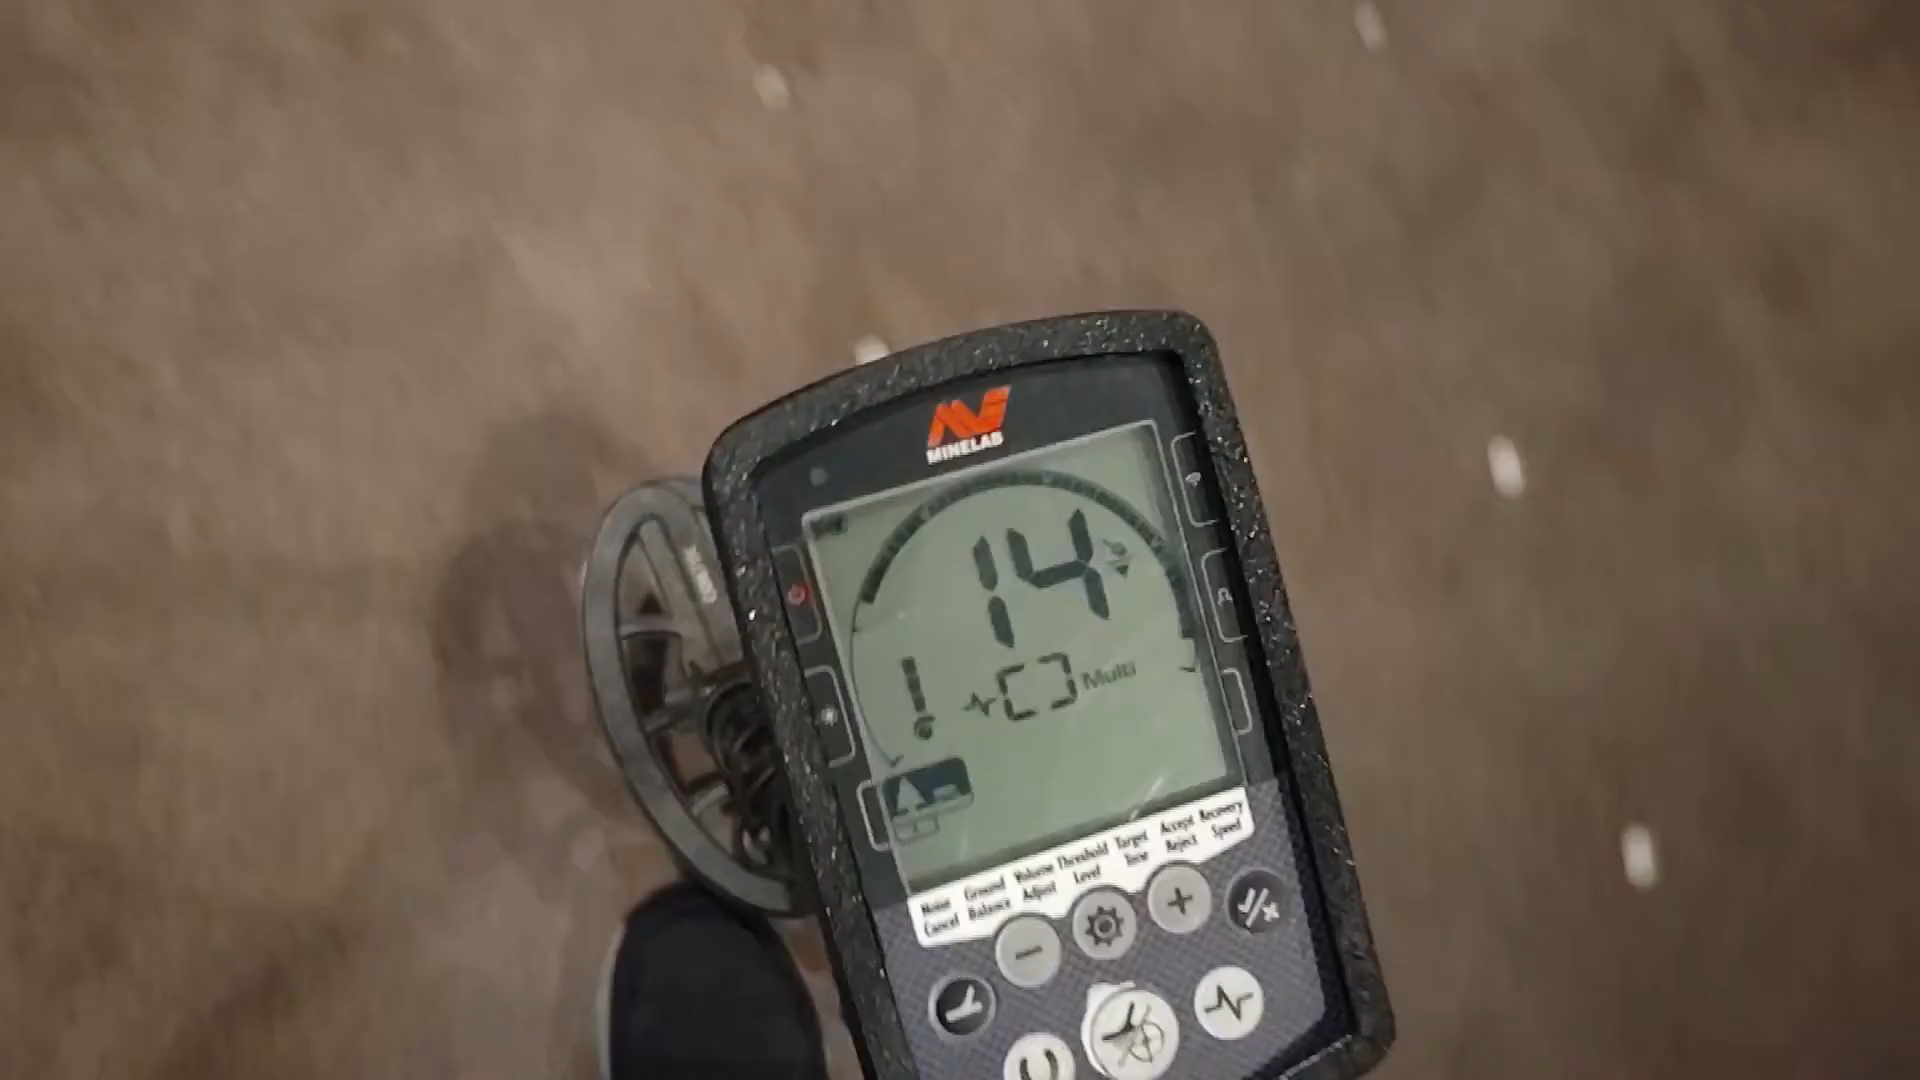 MINELAB
14
Multi
Noise Cancel
Ground Balance
Volume Adjust
Threshold Level
Target Tone
Accept Reject
Recovery Speed